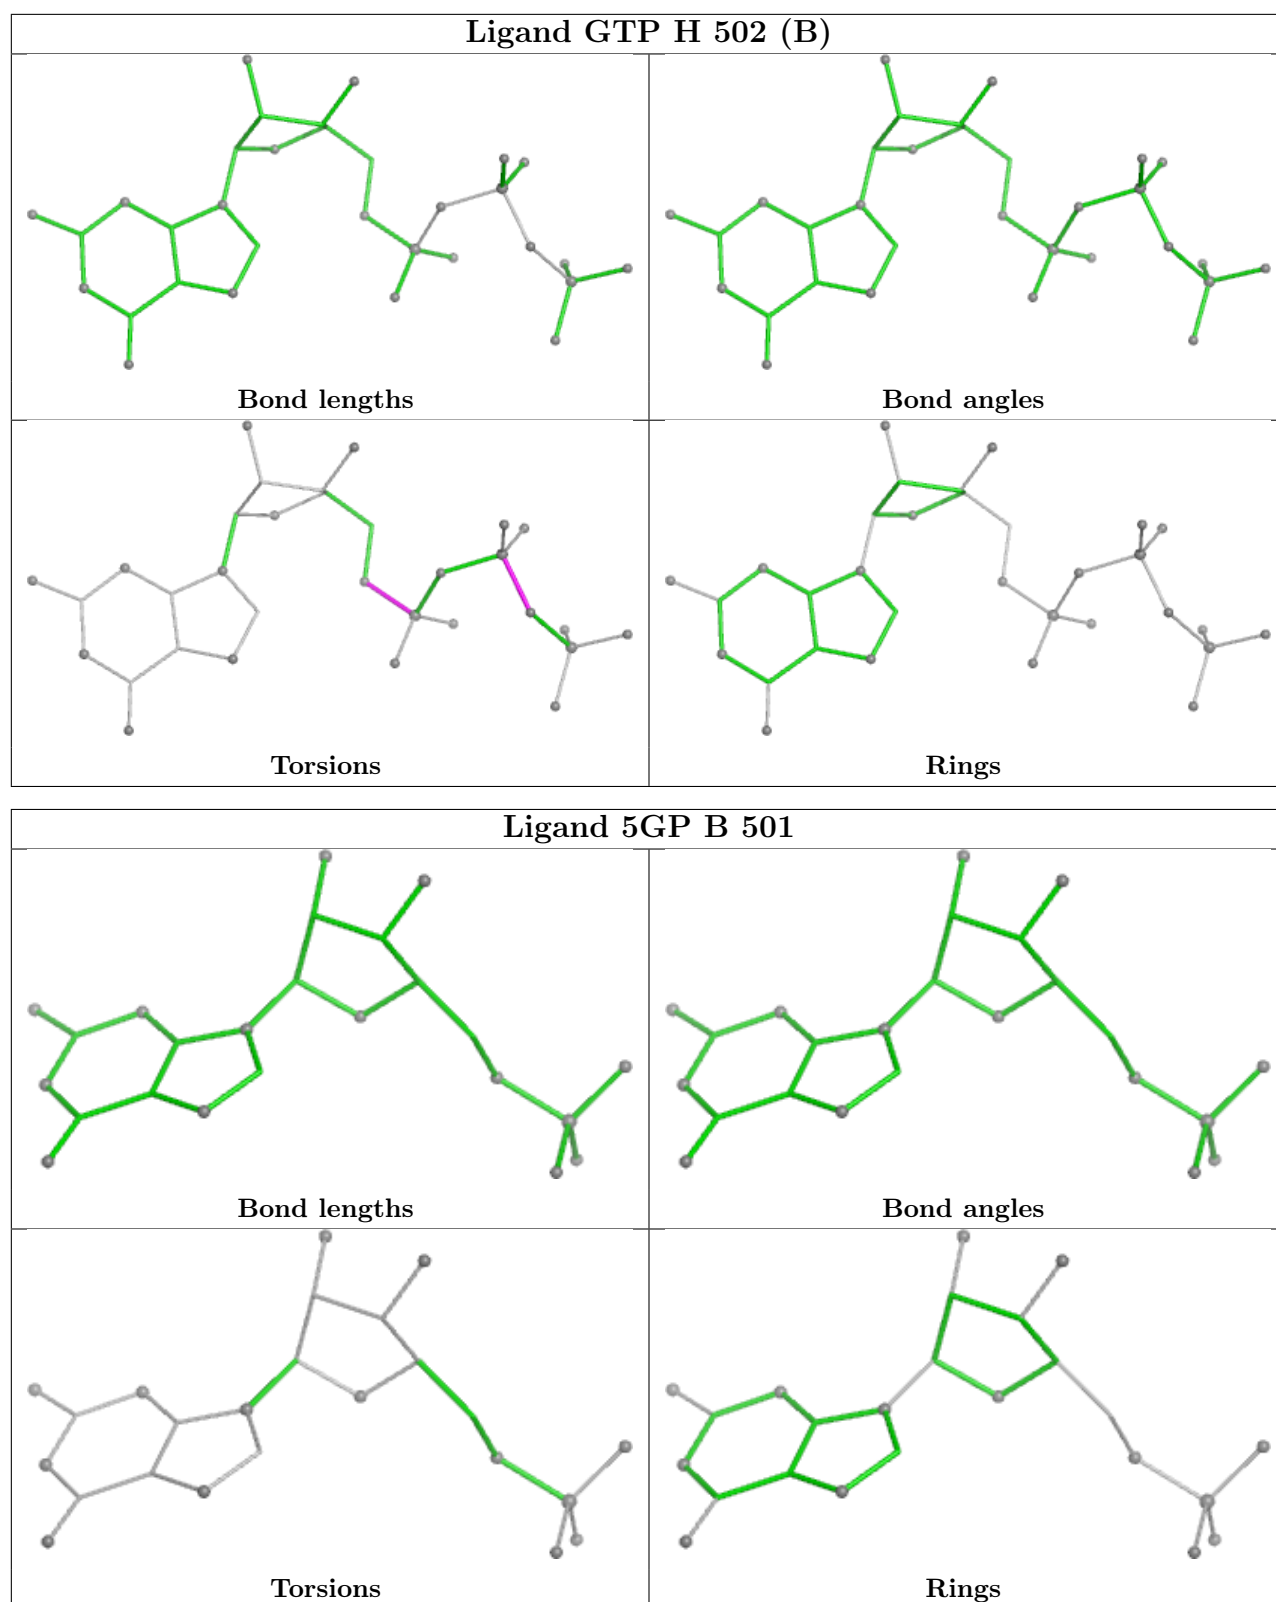 Ligand GTP H 502 (B)
Bond lengths
Bond angles
Torsions
Rings
Ligand 5GP B 501
Bond lengths
Bond angles
Torsions
Rings